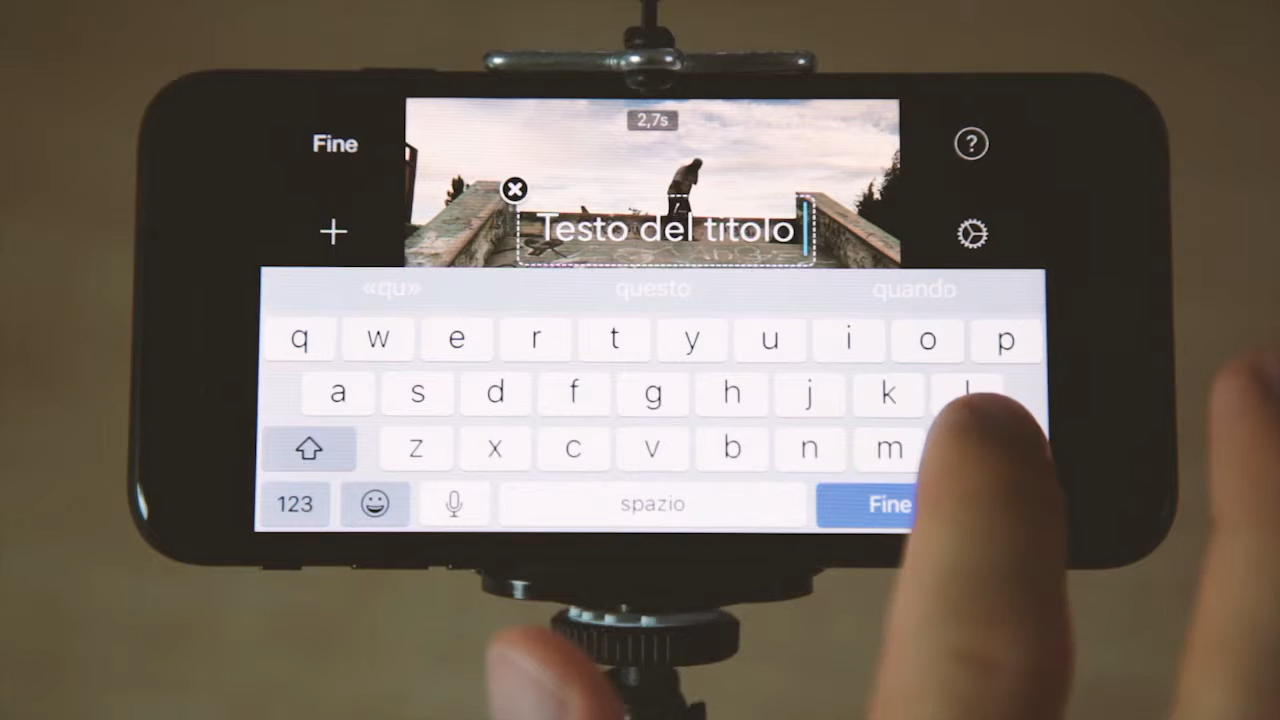 2,7s
Fine
?
Testo del titolo
«qu» questo quando
q w e r t y u i o p
a s d f g h j k
z x c v b n m
123 spazio Fine